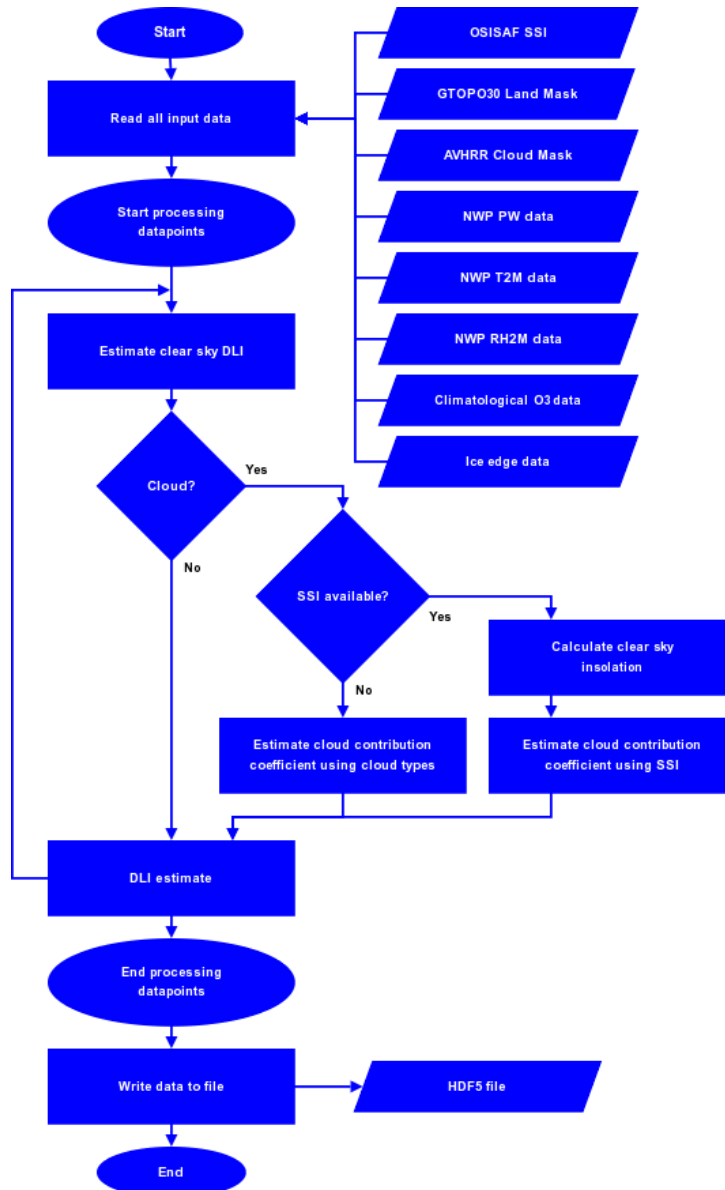 Start
OSISAF SSI
Read all input data
GTOPO30 Land Mask
AVHRR Cloud Mask
NWP PW data
NWP T2M data
NWP RH2M data
Climatological O3 data
Ice edge data
Start processing
datapoints
Estimate clear sky DLI
Cloud?
Yes
No
SSI available?
Yes
No
Calculate clear sky
insolation
Estimate cloud contribution
coefficient using cloud types
Estimate cloud contribution
coefficient using SSI
DLI estimate
End processing
datapoints
Write data to file
HDF5 file
End